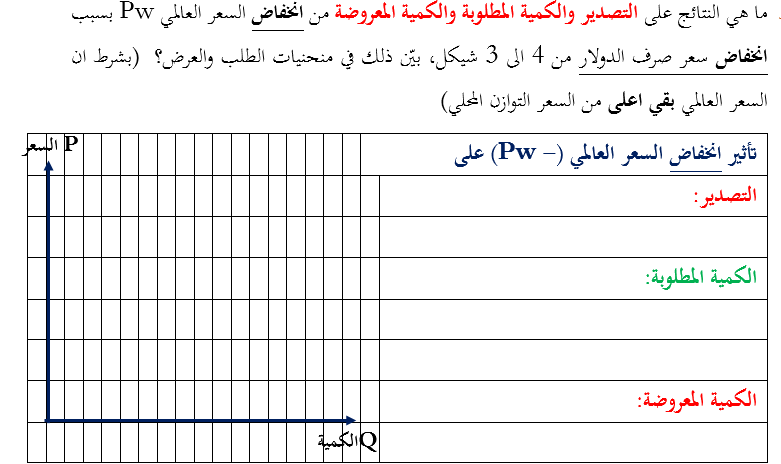 ما هي النتائج على التصدير والكمية المطلوبة والكمية المعروضة من انخفاض السعر العالمي Pw بسبب
انخفاض سعر صرف الدولار من 4 الى 3 شيكل، بيّن ذلك في منحنيات الطلب والعرض؟ (بشرط ان
السعر العالمي بقي اعلى من السعر التوازن المحلي)
تأثير انخفاض السعر العالمي (– Pw) على
P السعر
التصدير:
الكمية المطلوبة:
الكمية المعروضة:
Qالكمية